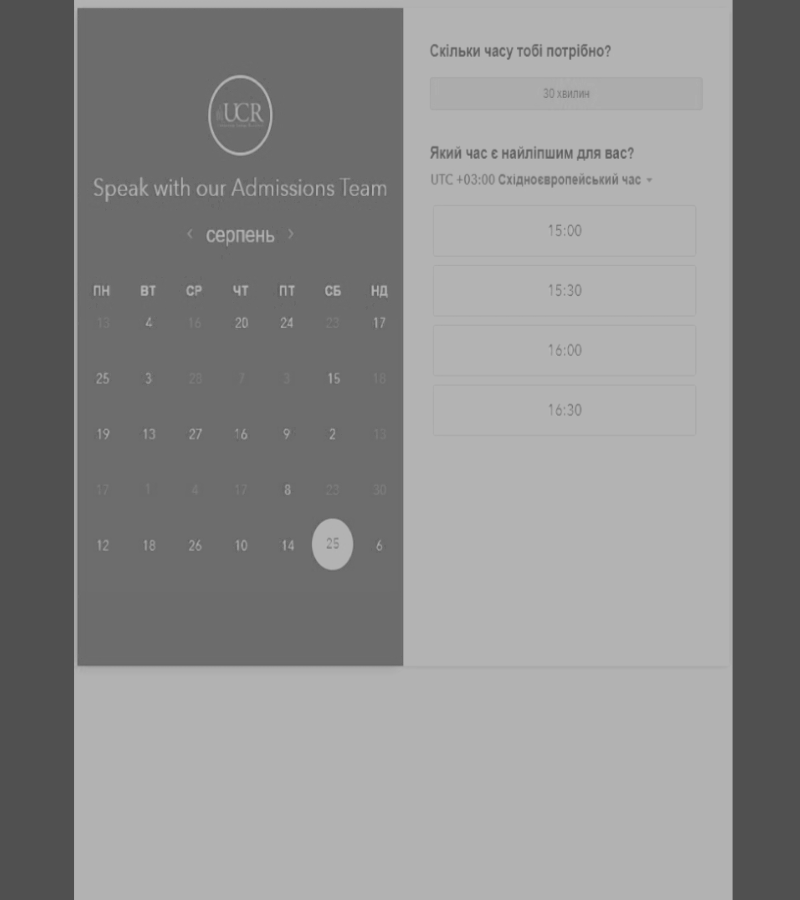 UCR
Speak with our Admissions Team
‹ серпень ›
ПН ВТ СР ЧТ ПТ СБ НД
13 4 16 20 24 23 17
25 3 28 7 3 15 18
19 13 27 16 9 2 13
17 1 4 17 8 23 30
12 18 26 10 14 25 6
Скільки часу тобі потрібно?
30 хвилин
Який час є найліпшим для вас?
UTC +03:00 Східноєвропейський час
15:00
15:30
16:00
16:30